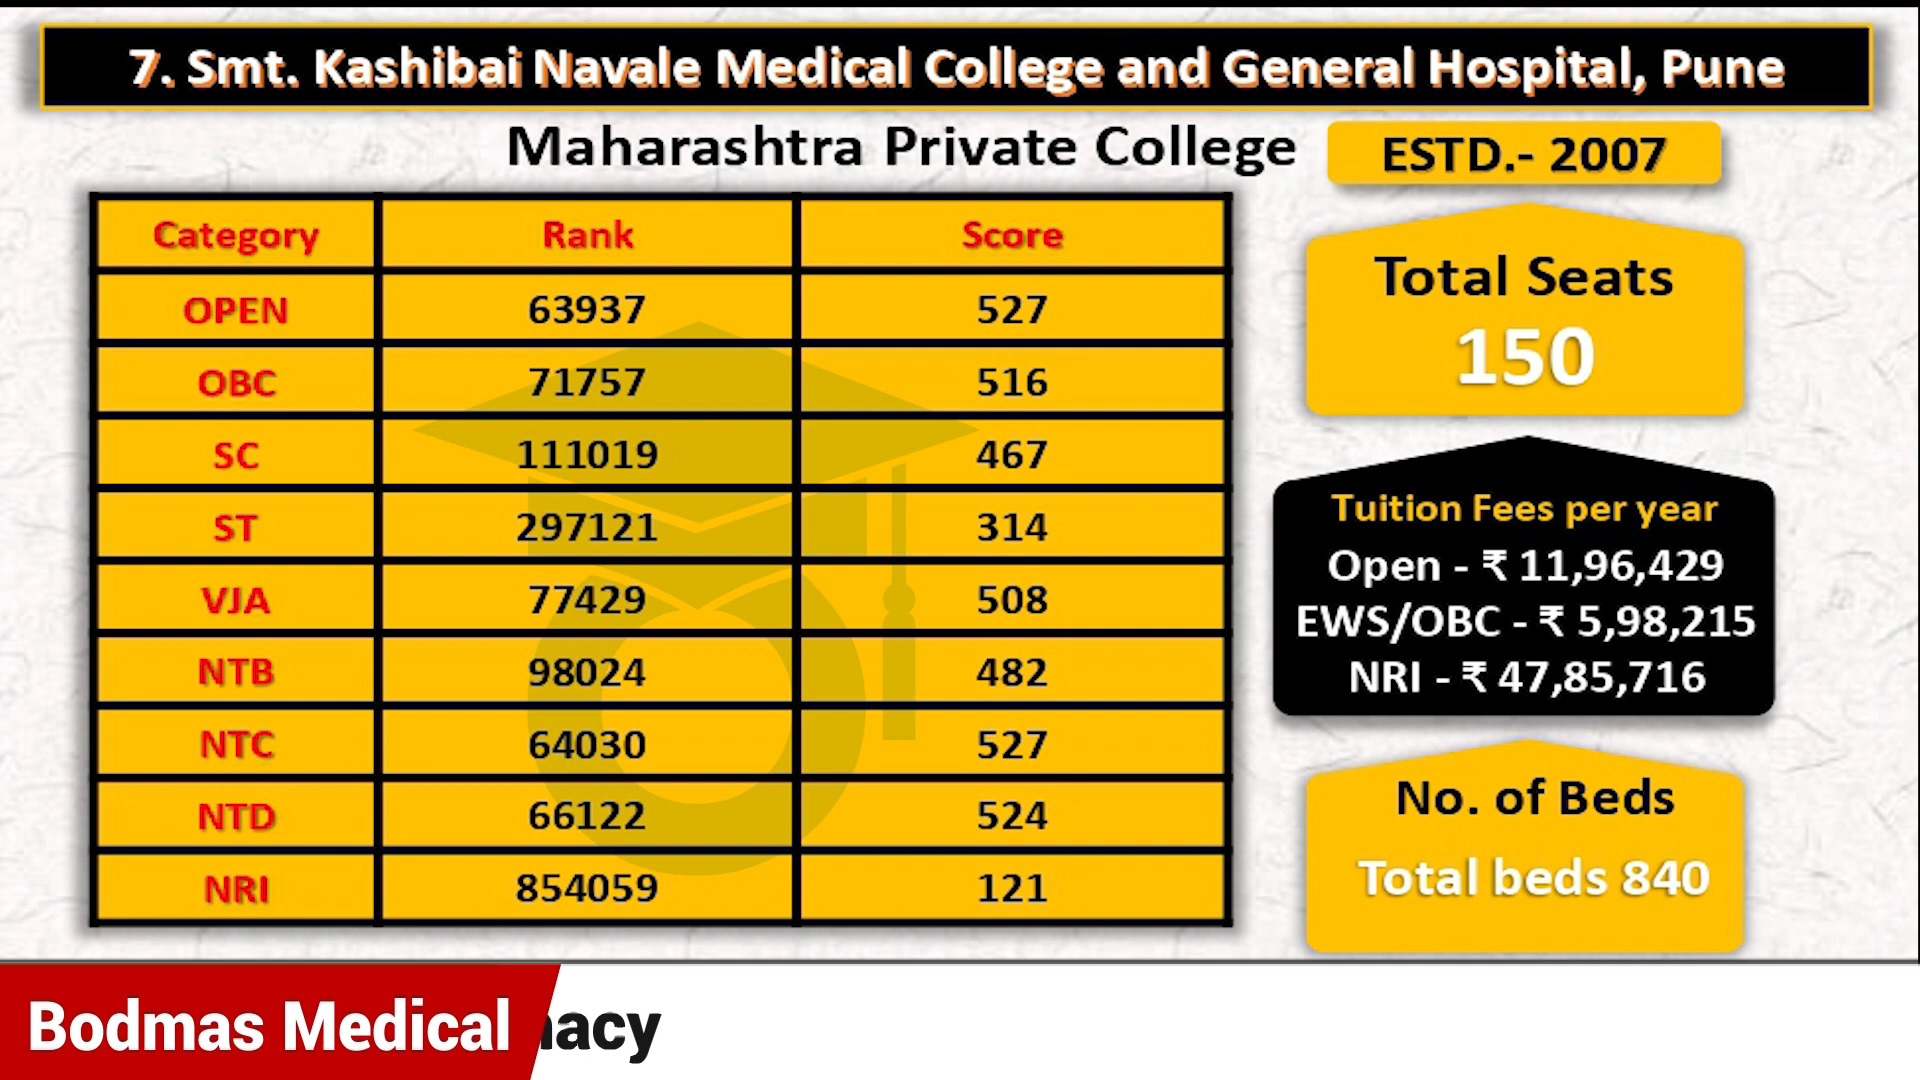 7. Smt. Kashibai Navale Medical College and General Hospital, Pune
Maharashtra Private College
ESTD.- 2007
Category Rank Score
OPEN 63937 527
OBC 71757 516
SC 111019 467
ST 297121 314
VJA 77429 508
NTB 98024 482
NTC 64030 527
NTD 66122 524
NRI 854059 121
Total Seats
150
Tuition Fees per year
Open - ₹ 11,96,429
EWS/OBC - ₹ 5,98,215
NRI - ₹ 47,85,716
No. of Beds
Total beds 840
Bodmas Medical